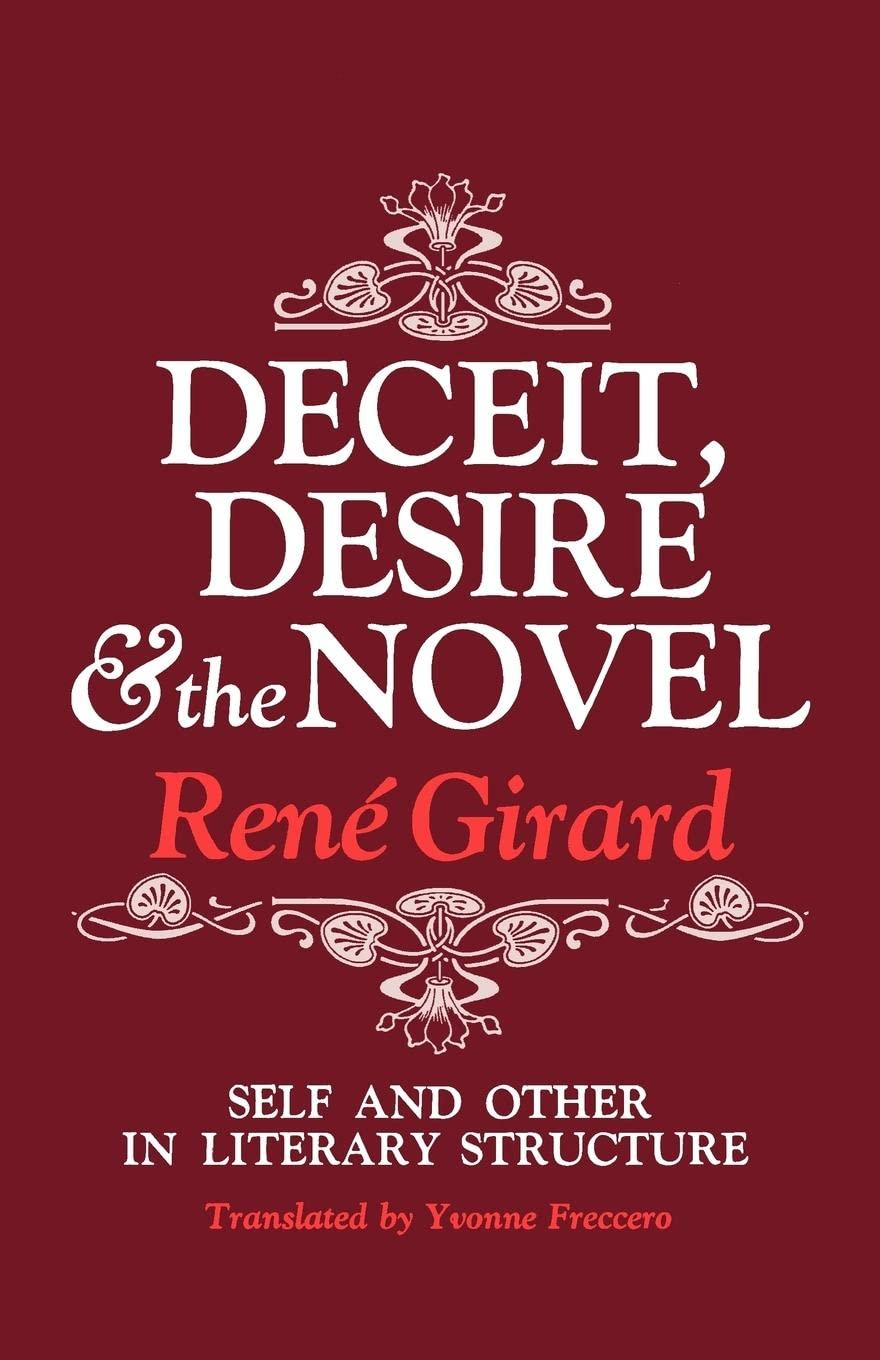 DECEIT,
DESIRE
& the NOVEL
René Girard
SELF AND OTHER
IN LITERARY STRUCTURE
Translated by Yvonne Freccero